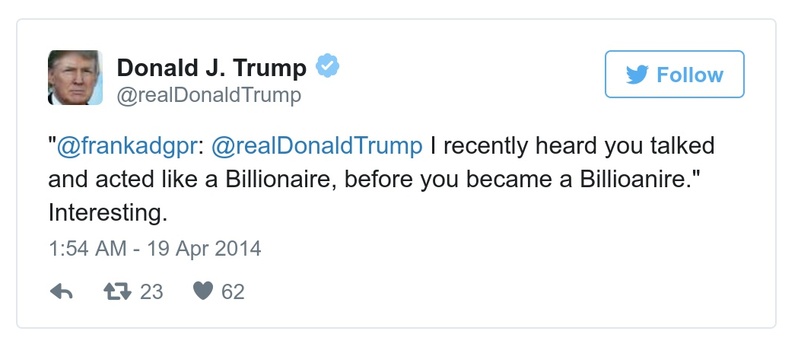 Donald J. Trump
@realDonaldTrump
Follow
"@frankadgpr: @realDonaldTrump I recently heard you talked
and acted like a Billionaire, before you became a Billioanire."
Interesting.
1:54 AM - 19 Apr 2014
23 62